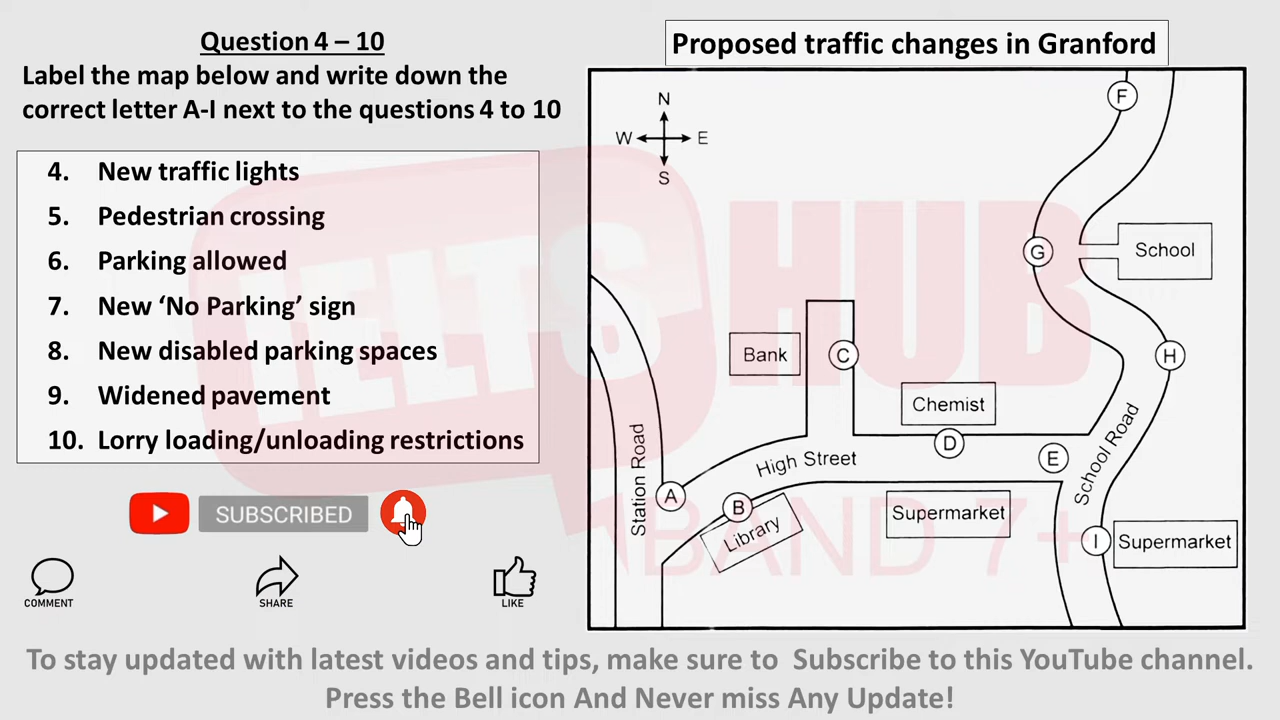 Question 4 – 10
Label the map below and write down the
correct letter A-I next to the questions 4 to 10
4. New traffic lights
5. Pedestrian crossing
6. Parking allowed
7. New ‘No Parking’ sign
8. New disabled parking spaces
9. Widened pavement
10. Lorry loading/unloading restrictions
SUBSCRIBED
COMMENT
SHARE
LIKE
Proposed traffic changes in Granford
N
W E
S
F
G
School
Bank
C
H
Chemist
D
High Street
E
School Road
Station Road
A
B
Library
Supermarket
I
Supermarket
IELTS HUB
BAND 7+
To stay updated with latest videos and tips, make sure to Subscribe to this YouTube channel.
Press the Bell icon And Never miss Any Update!